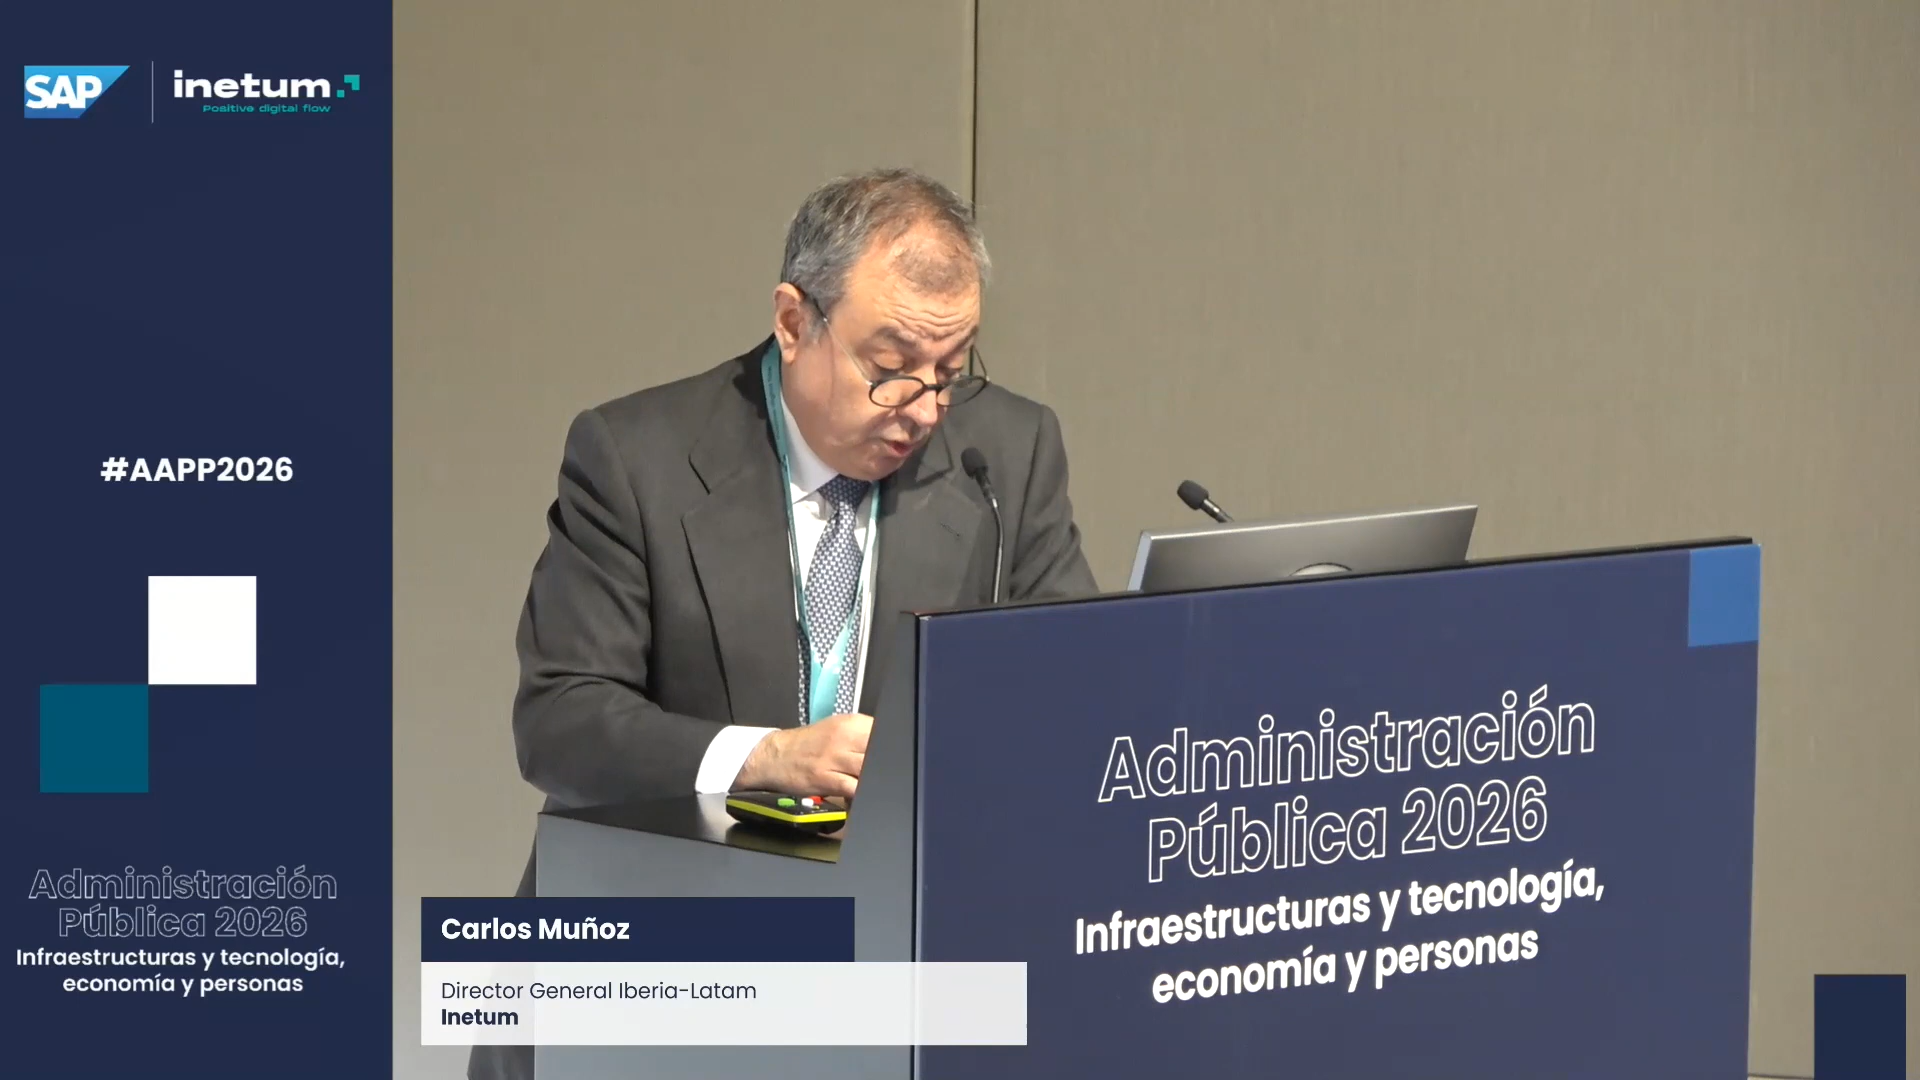 SAP
inetum
Positive digital flow
#AAPP2026
Administración
Pública 2026
Infraestructuras y tecnología,
economía y personas
Carlos Muñoz
Director General Iberia-Latam
Inetum
Administración
Pública 2026
Infraestructuras y tecnología,
economía y personas